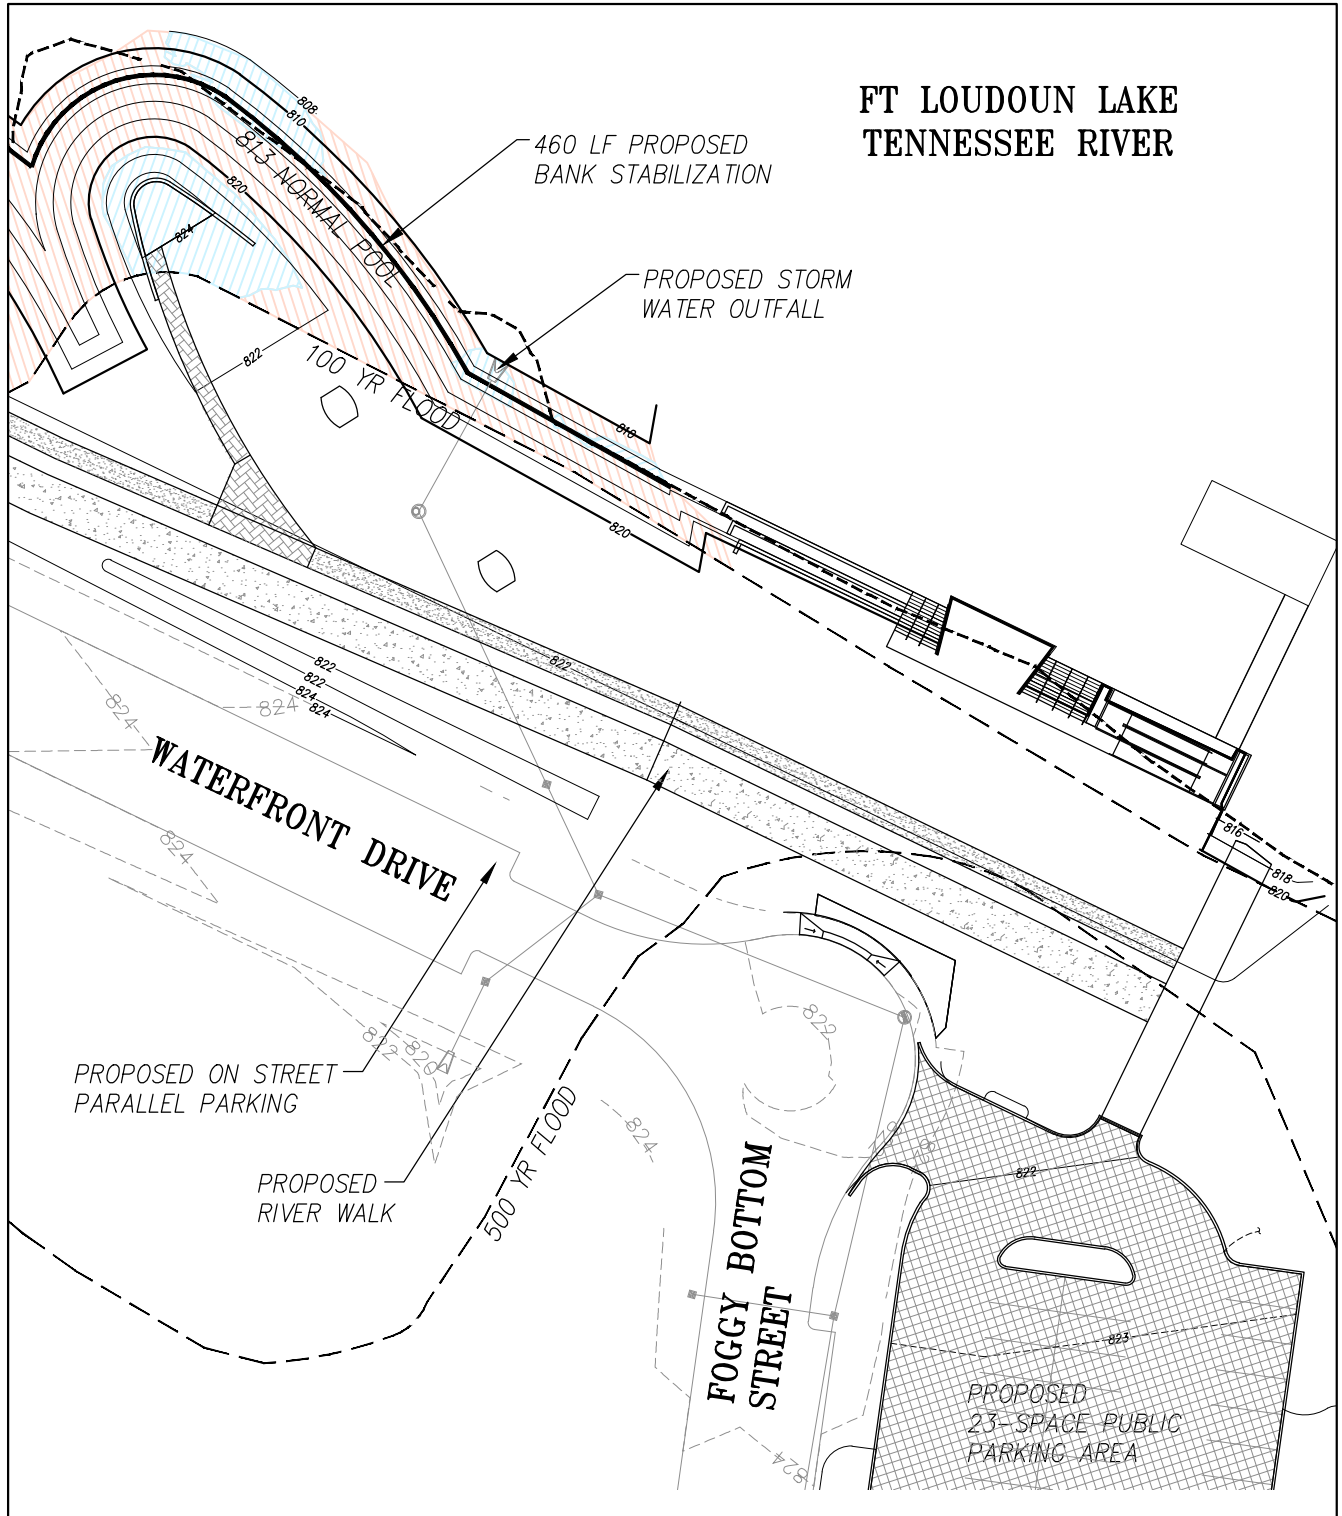 FT LOUDOUN LAKE
TENNESSEE RIVER
808
810
460 LF PROPOSED
BANK STABILIZATION
813 NORMAL POOL
820
824
PROPOSED STORM
WATER OUTFALL
822
100 YR FLOOD
810
820
822
822
822
824
824
824
824
WATERFRONT DRIVE
824
816
818
820
822
822
820
PROPOSED ON STREET
PARALLEL PARKING
500 YR FLOOD
824
PROPOSED
RIVER WALK
822
FOGGY BOTTOM
STREET
823
PROPOSED
23-SPACE PUBLIC
PARKING AREA
824